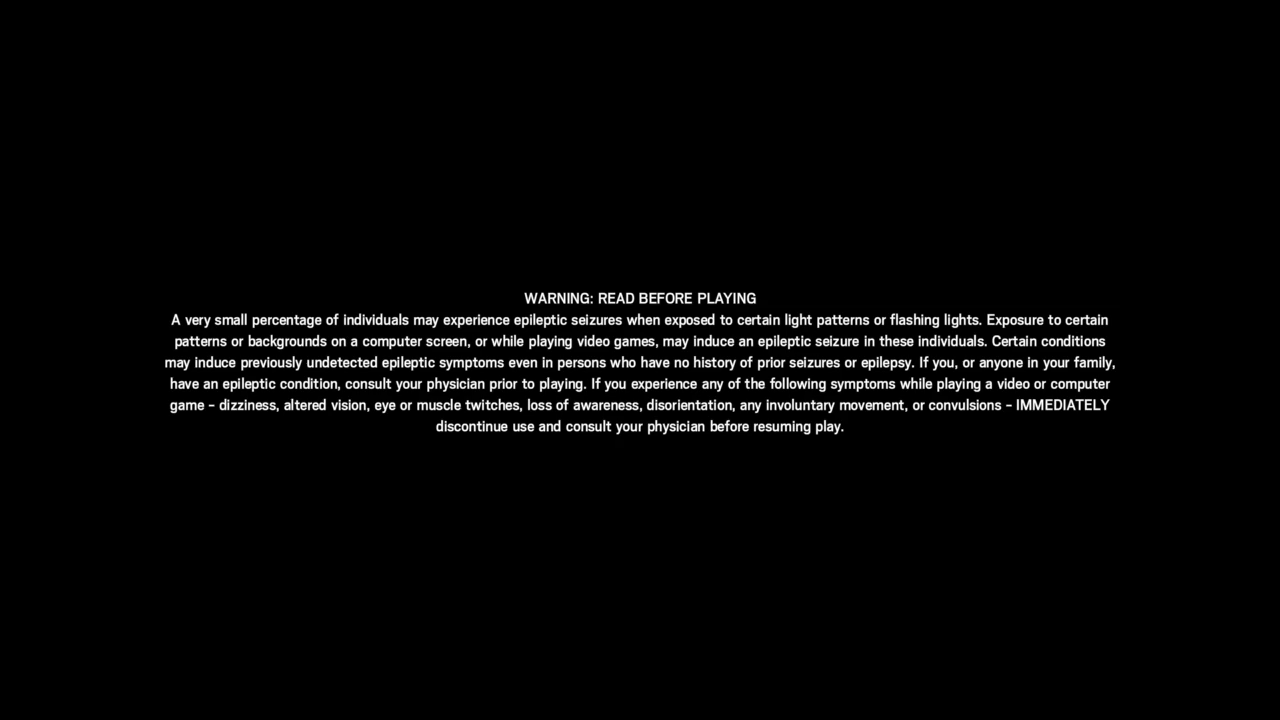 WARNING: READ BEFORE PLAYING
A very small percentage of individuals may experience epileptic seizures when exposed to certain light patterns or flashing lights. Exposure to certain
patterns or backgrounds on a computer screen, or while playing video games, may induce an epileptic seizure in these individuals. Certain conditions
may induce previously undetected epileptic symptoms even in persons who have no history of prior seizures or epilepsy. If you, or anyone in your family,
have an epileptic condition, consult your physician prior to playing. If you experience any of the following symptoms while playing a video or computer
game – dizziness, altered vision, eye or muscle twitches, loss of awareness, disorientation, any involuntary movement, or convulsions – IMMEDIATELY
discontinue use and consult your physician before resuming play.